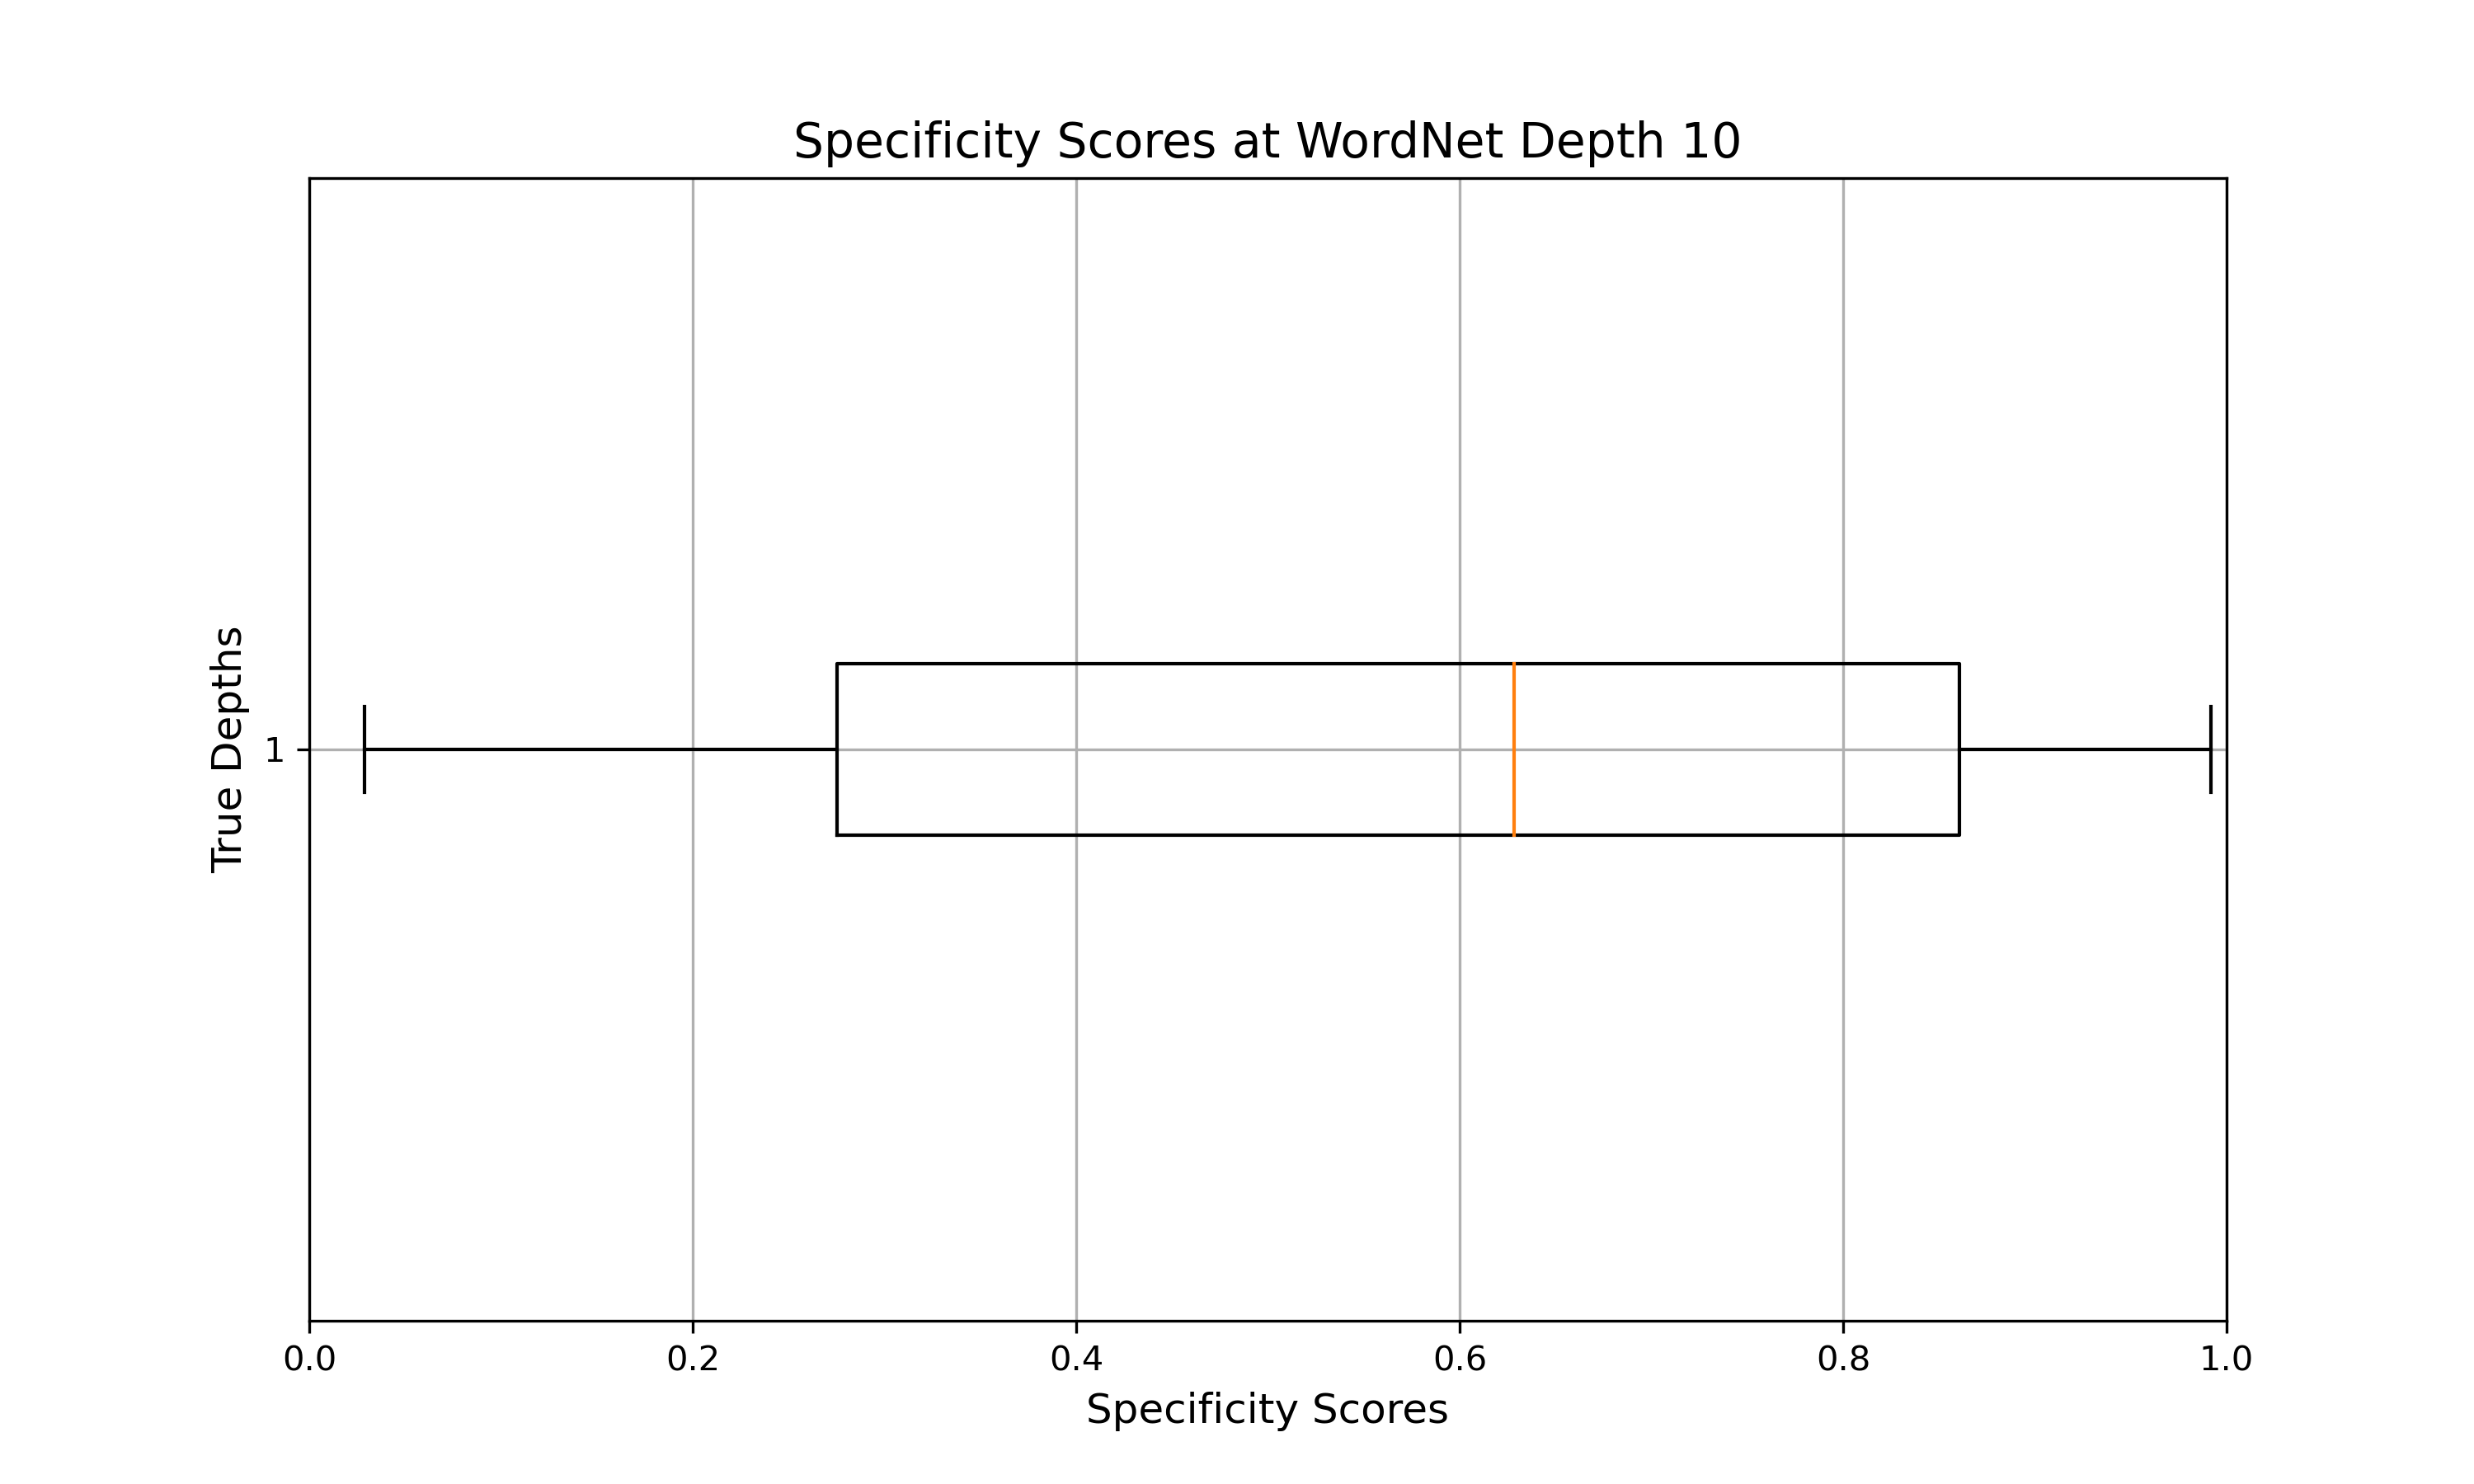 Specificity Scores at WordNet Depth 10
True Depths
1
0.0 0.2 0.4 0.6 0.8 1.0
Specificity Scores